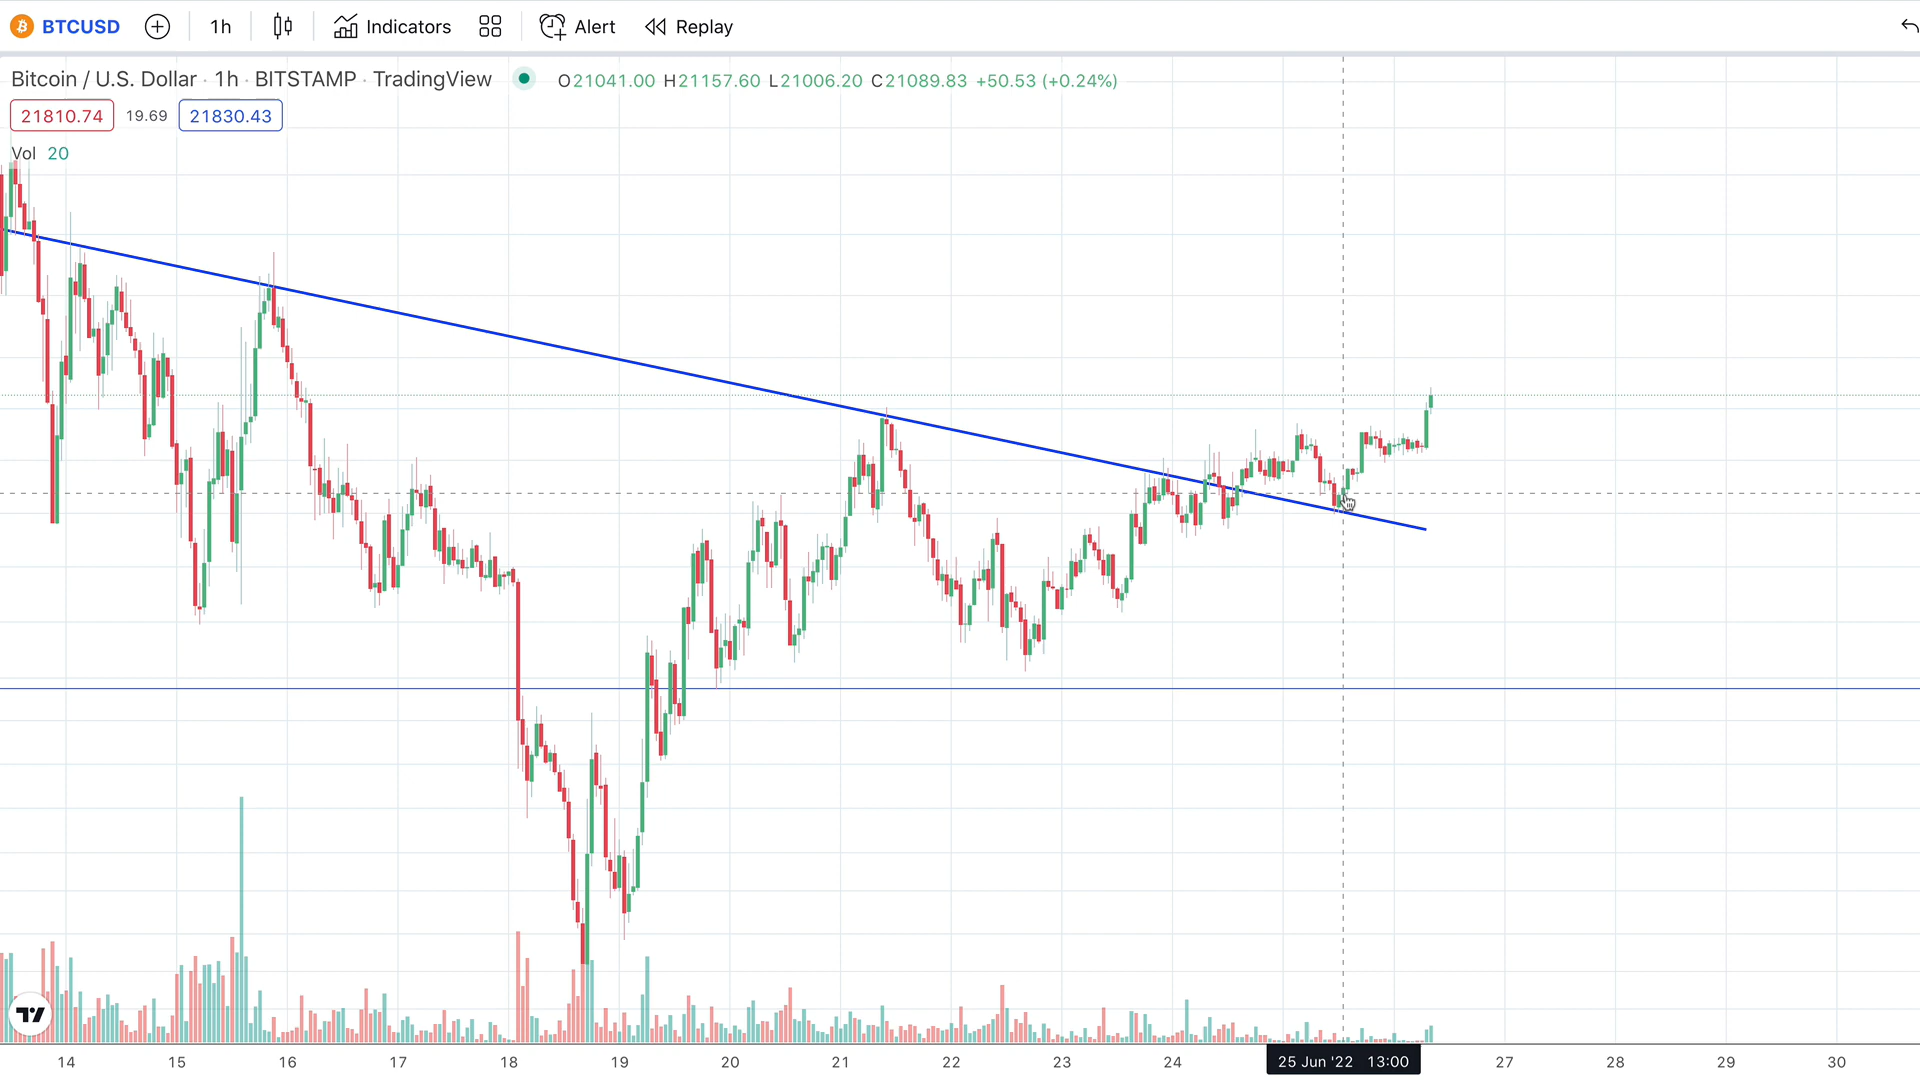 BTCUSD 1h Indicators Alert Replay
Bitcoin / U.S. Dollar · 1h · BITSTAMP · TradingView O21041.00 H21157.60 L21006.20 C21089.83 +50.53 (+0.24%)
21810.74 19.69 21830.43
Vol 20
14 15 16 17 18 19 20 21 22 23 24 25 Jun '22 13:00 27 28 29 30